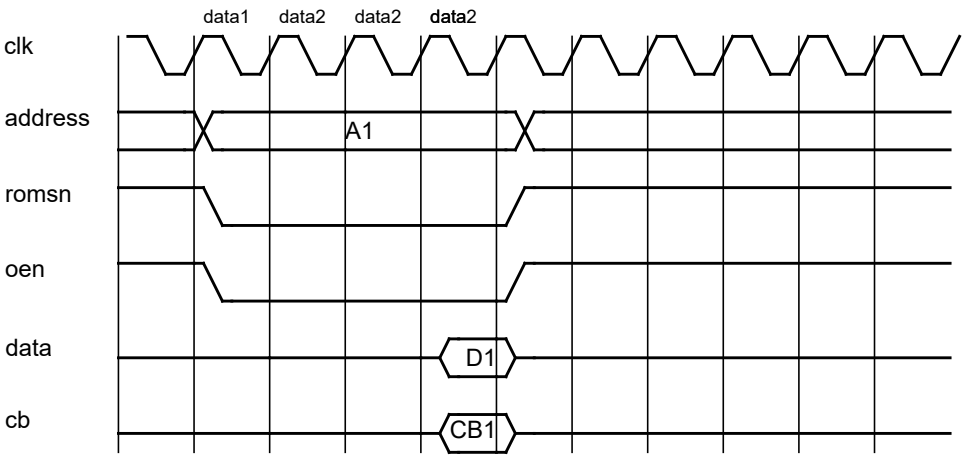 data1 data2 data2 data2
clk
address
A1
romsn
oen
data
D1
cb
CB1